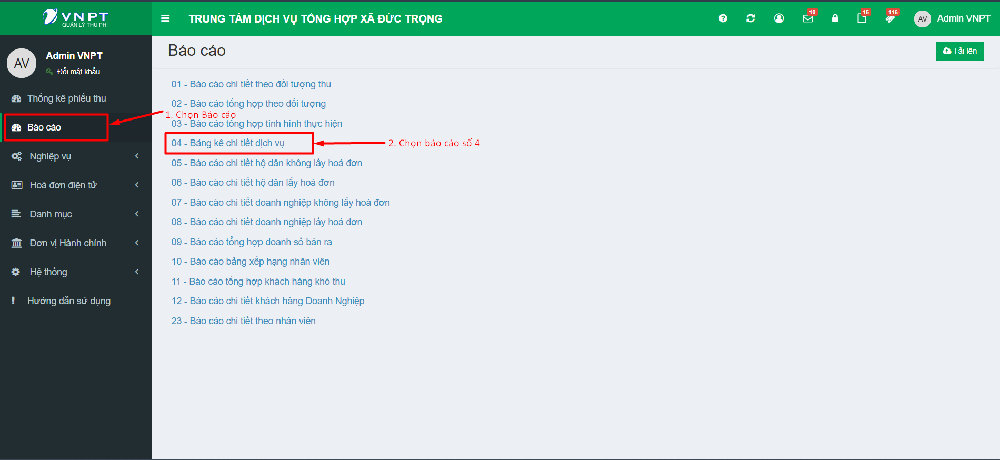 VNPT
QUẢN LÝ THU PHÍ
TRUNG TÂM DỊCH VỤ TỔNG HỢP XÃ ĐỨC TRỌNG
10
15
116
AV
Admin VNPT
AV
Admin VNPT
Đổi mật khẩu
Thống kê phiếu thu
Báo cáo
Nghiệp vụ
Hoá đơn điện tử
Danh mục
Đơn vị Hành chính
Hệ thống
Hướng dẫn sử dụng
Báo cáo
Tải lên
01 - Báo cáo chi tiết theo đối tượng thu
02 - Báo cáo tổng hợp theo đối tượng
1. Chọn Báo cáo
03 - Báo cáo tổng hợp tình hình thực hiện
04 - Bảng kê chi tiết dịch vụ
2. Chọn báo cáo số 4
05 - Báo cáo chi tiết hộ dân không lấy hoá đơn
06 - Báo cáo chi tiết hộ dân lấy hoá đơn
07 - Báo cáo chi tiết doanh nghiệp không lấy hoá đơn
08 - Báo cáo chi tiết doanh nghiệp lấy hoá đơn
09 - Báo cáo tổng hợp doanh số bán ra
10 - Báo cáo bảng xếp hạng nhân viên
11 - Báo cáo tổng hợp khách hàng khó thu
12 - Báo cáo chi tiết khách hàng Doanh Nghiệp
23 - Báo cáo chi tiết theo nhân viên